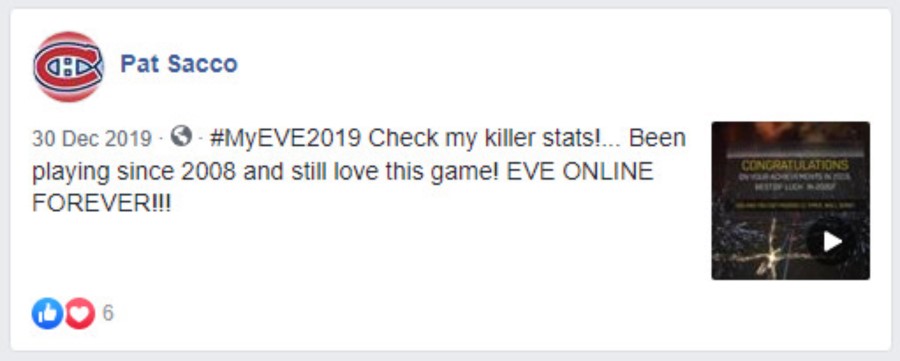 Pat Sacco
30 Dec 2019 · · #MyEVE2019 Check my killer stats!... Been
playing since 2008 and still love this game! EVE ONLINE
FOREVER!!!
CONGRATULATIONS
ON YOUR ACHIEVEMENTS IN 2019,
BEST OF LUCK IN 2020!
6